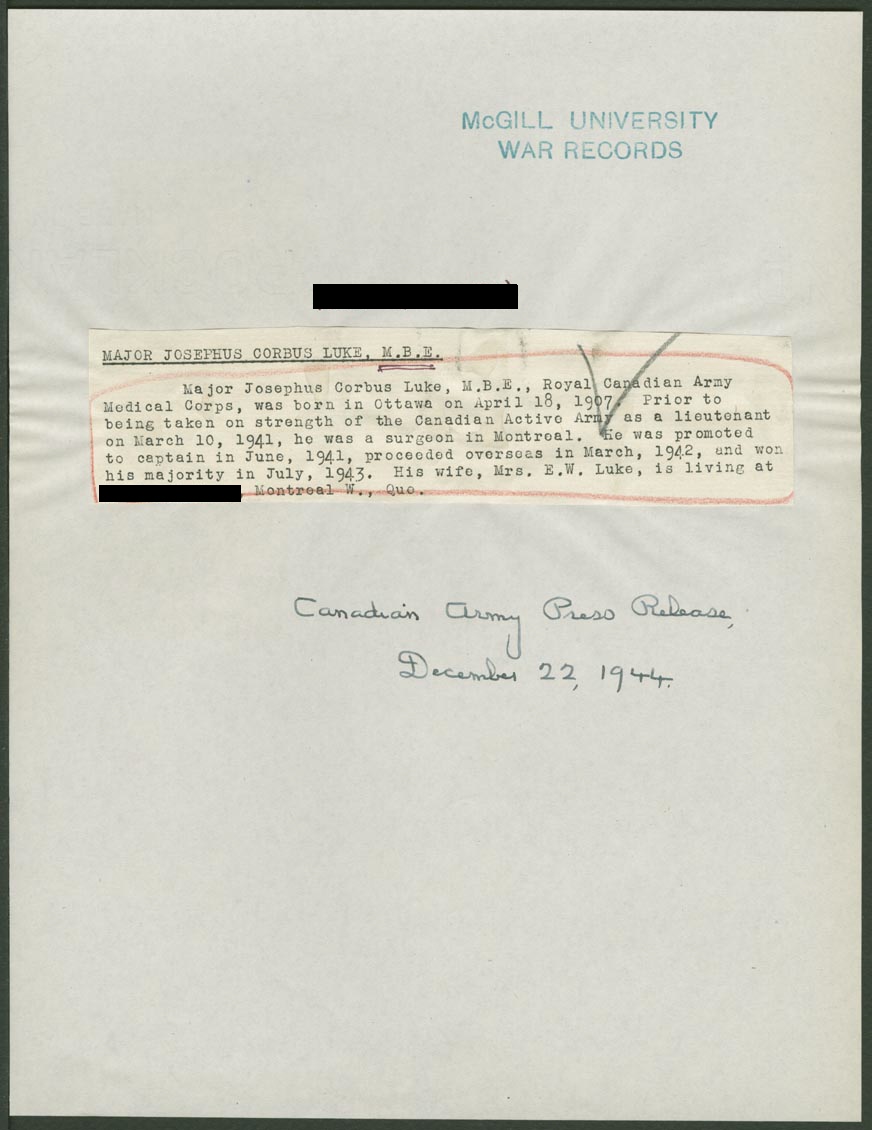 McGILL UNIVERSITY
WAR RECORDS
MAJOR JOSEPHUS CORBUS LUKE, M.B.E.
Major Josephus Corbus Luke, M.B.E., Royal Canadian Army
Medical Corps, was born in Ottawa on April 18, 1907. Prior to
being taken on strength of the Canadian Active Army as a lieutenant
on March 10, 1941, he was a surgeon in Montreal. He was promoted
to captain in June, 1941, proceeded overseas in March, 1942, and won
his majority in July, 1943. His wife, Mrs. E.W. Luke, is living at
Montreal W., Que.
Canadian Army Press Release,
December 22, 1944.